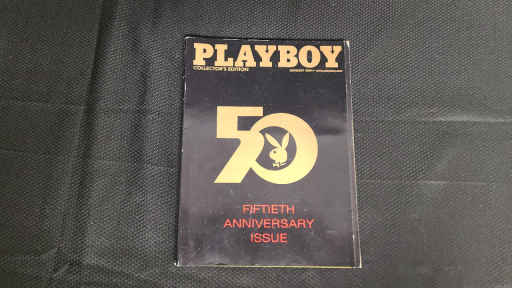 PLAYBOY
COLLECTOR'S EDITION
50
FIFTIETH
ANNIVERSARY
ISSUE